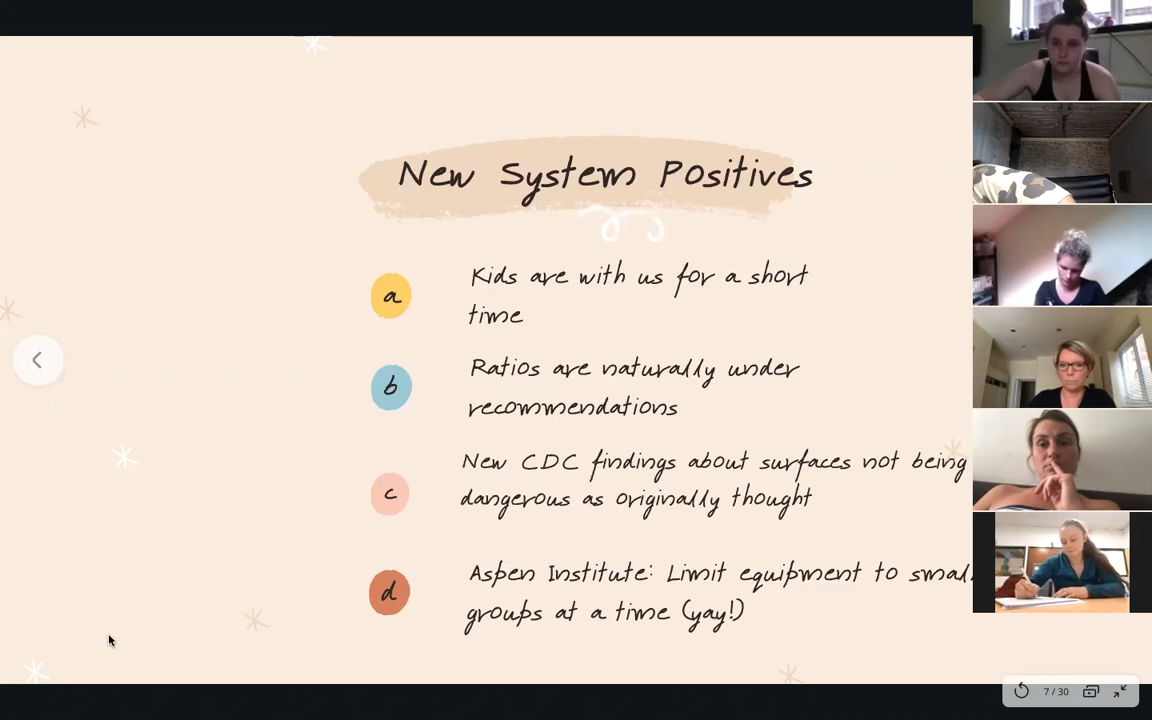 New System Positives
a
Kids are with us for a short
time
b
Ratios are naturally under
recommendations
c
New CDC findings about surfaces not being
dangerous as originally thought
d
Aspen Institute: Limit equipment to small
groups at a time (yay!)
7 / 30